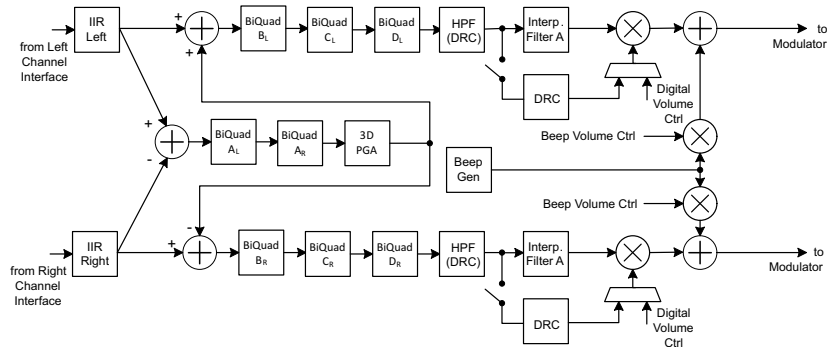 IIR
Left
from Left
Channel
Interface
+
+
BiQuad
BL
BiQuad
CL
BiQuad
DL
HPF
(DRC)
Interp.
Filter A
to
Modulator
DRC
Digital
Volume
Ctrl
+
-
BiQuad
AL
BiQuad
AR
3D
PGA
Beep Volume Ctrl
Beep
Gen
Beep Volume Ctrl
IIR
Right
from Right
Channel
Interface
-
+
BiQuad
BR
BiQuad
CR
BiQuad
DR
HPF
(DRC)
Interp.
Filter A
to
Modulator
DRC
Digital
Volume
Ctrl